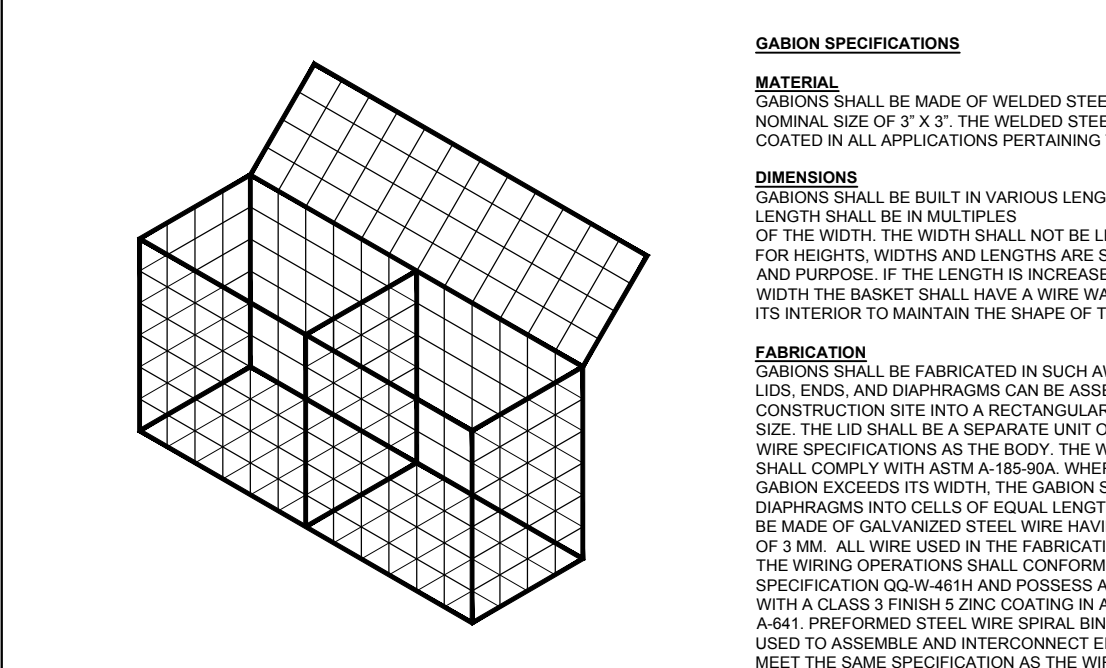 GABION SPECIFICATIONS
MATERIAL
GABIONS SHALL BE MADE OF WELDED STEE
NOMINAL SIZE OF 3” X 3”. THE WELDED STEE
COATED IN ALL APPLICATIONS PERTAINING
DIMENSIONS
GABIONS SHALL BE BUILT IN VARIOUS LENG
LENGTH SHALL BE IN MULTIPLES
OF THE WIDTH. THE WIDTH SHALL NOT BE
FOR HEIGHTS, WIDTHS AND LENGTHS ARE
AND PURPOSE. IF THE LENGTH IS INCREASE
WIDTH THE BASKET SHALL HAVE A WIRE WA
ITS INTERIOR TO MAINTAIN THE SHAPE OF
FABRICATION
GABIONS SHALL BE FABRICATED IN SUCH AW
LIDS, ENDS, AND DIAPHRAGMS CAN BE ASSE
CONSTRUCTION SITE INTO A RECTANGULAR
SIZE. THE LID SHALL BE A SEPARATE UNIT
WIRE SPECIFICATIONS AS THE BODY. THE
SHALL COMPLY WITH ASTM A-185-90A. WHER
GABION EXCEEDS ITS WIDTH, THE GABION
DIAPHRAGMS INTO CELLS OF EQUAL LENGT
BE MADE OF GALVANIZED STEEL WIRE HAVI
OF 3 MM. ALL WIRE USED IN THE FABRICATI
THE WIRING OPERATIONS SHALL CONFORM
SPECIFICATION QQ-W-461H AND POSSESS A
WITH A CLASS 3 FINISH 5 ZINC COATING IN A
A-641. PREFORMED STEEL WIRE SPIRAL BIN
USED TO ASSEMBLE AND INTERCONNECT
MEET THE SAME SPECIFICATION AS THE